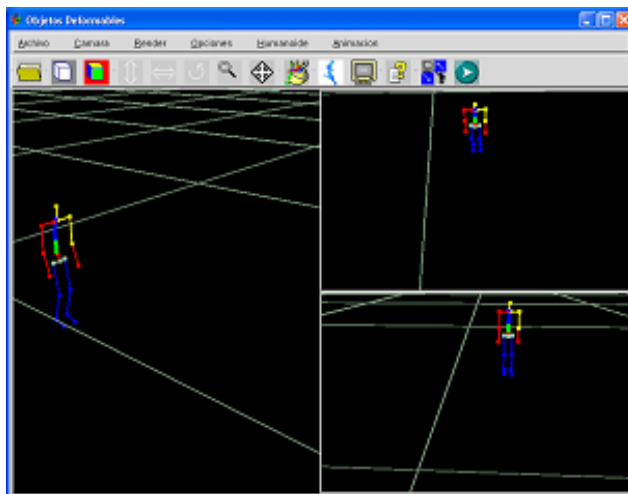 Objetos Deformables
Archivo Camara Render Opciones Humanoide Animacion